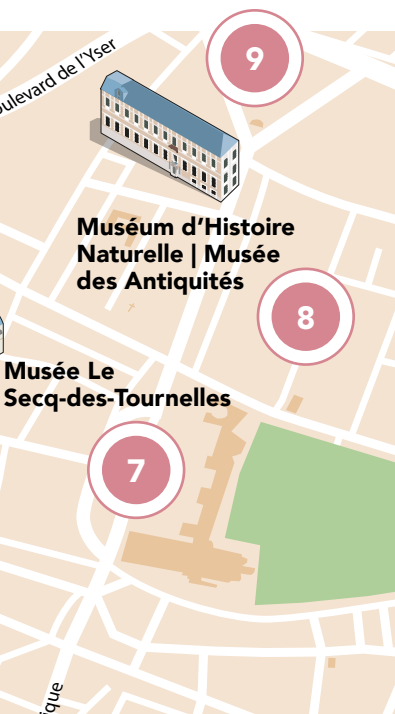 9
oulevard de l'Yser
Muséum d'Histoire
Naturelle | Musée
des Antiquités
8
Musée Le
Secq-des-Tournelles
7
ique